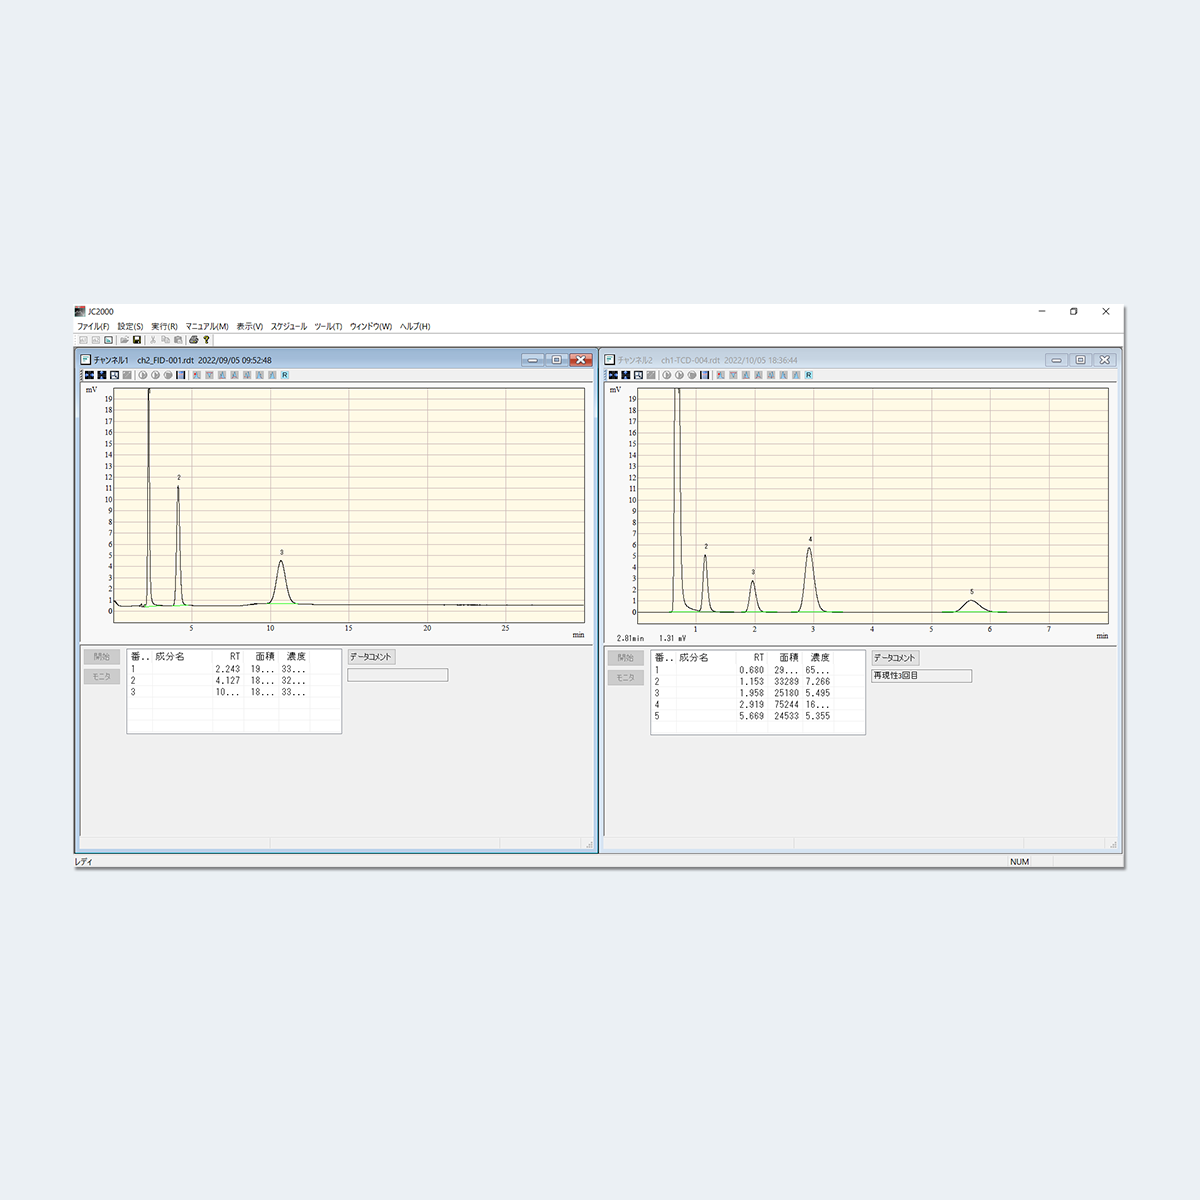 JC2000
ファイル(F) 設定(S) 実行(R) マニュアル(M) 表示(V) スケジュール ツール(T) ウィンドウ(W) ヘルプ(H)
チャンネル1 ch2_FID-001.rdt 2022/09/05 09:52:48
R
mV
19
18
17
16
15
14
13
12
11
10
9
8
7
6
5
4
3
2
1
0
2
3
5 10 15 20 25
min
開始
モニタ
番.. 成分名 RT 面積 濃度
1 2.243 19... 33...
2 4.127 18... 32...
3 10... 18... 33...
データコメント
チャンネル2 ch1-TCD-004.rdt 2022/10/05 18:36:44
R
mV
19
18
17
16
15
14
13
12
11
10
9
8
7
6
5
4
3
2
1
0
2
3
4
5
1 2 3 4 5 6 7
min
2.81min 1.31 mV
開始
モニタ
番.. 成分名 RT 面積 濃度
1 0.680 29... 65...
2 1.153 33289 7.266
3 1.958 25180 5.495
4 2.919 75244 16...
5 5.669 24533 5.355
データコメント
再現性3回目
レディ
NUM